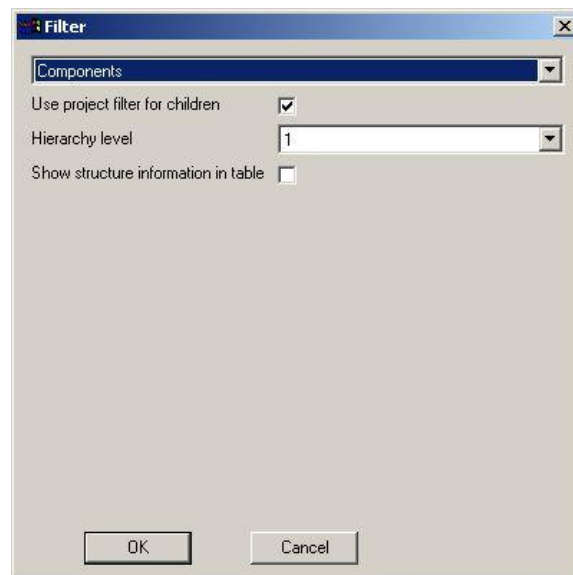 Filter
Components
Use project filter for children
Hierarchy level
1
Show structure information in table
OK
Cancel